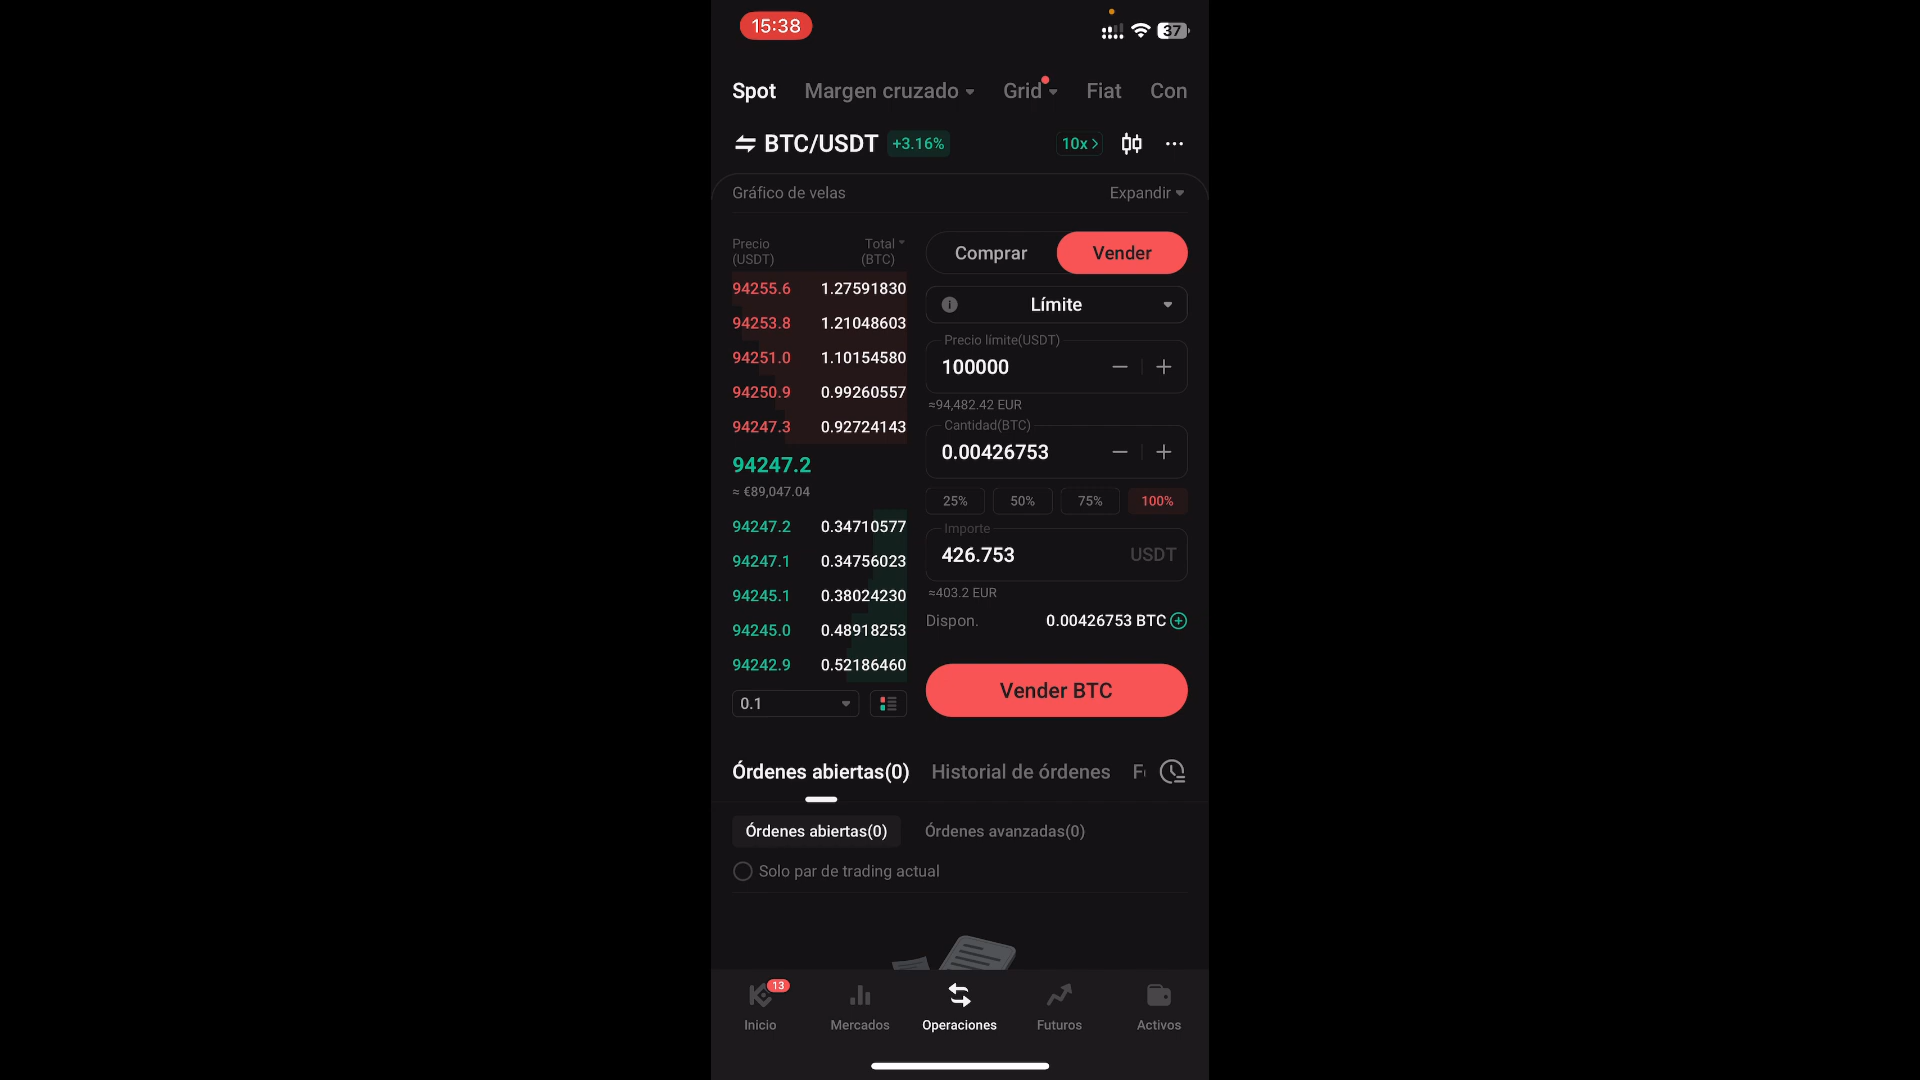 15:38
37
Spot Margen cruzado Grid Fiat Con
BTC/USDT +3.16% 10x
Gráfico de velas Expandir
Precio (USDT) Total (BTC)
94255.6 1.27591830
94253.8 1.21048603
94251.0 1.10154580
94250.9 0.99260557
94247.3 0.92724143
94247.2
≈ €89,047.04
94247.2 0.34710577
94247.1 0.34756023
94245.1 0.38024230
94245.0 0.48918253
94242.9 0.52186460
0.1
Comprar Vender
Límite
Precio límite(USDT)
100000
≈94,482.42 EUR
Cantidad(BTC)
0.00426753
25% 50% 75% 100%
Importe
426.753 USDT
≈403.2 EUR
Dispon. 0.00426753 BTC
Vender BTC
Órdenes abiertas(0) Historial de órdenes
Órdenes abiertas(0) Órdenes avanzadas(0)
Solo par de trading actual
13
Inicio Mercados Operaciones Futuros Activos